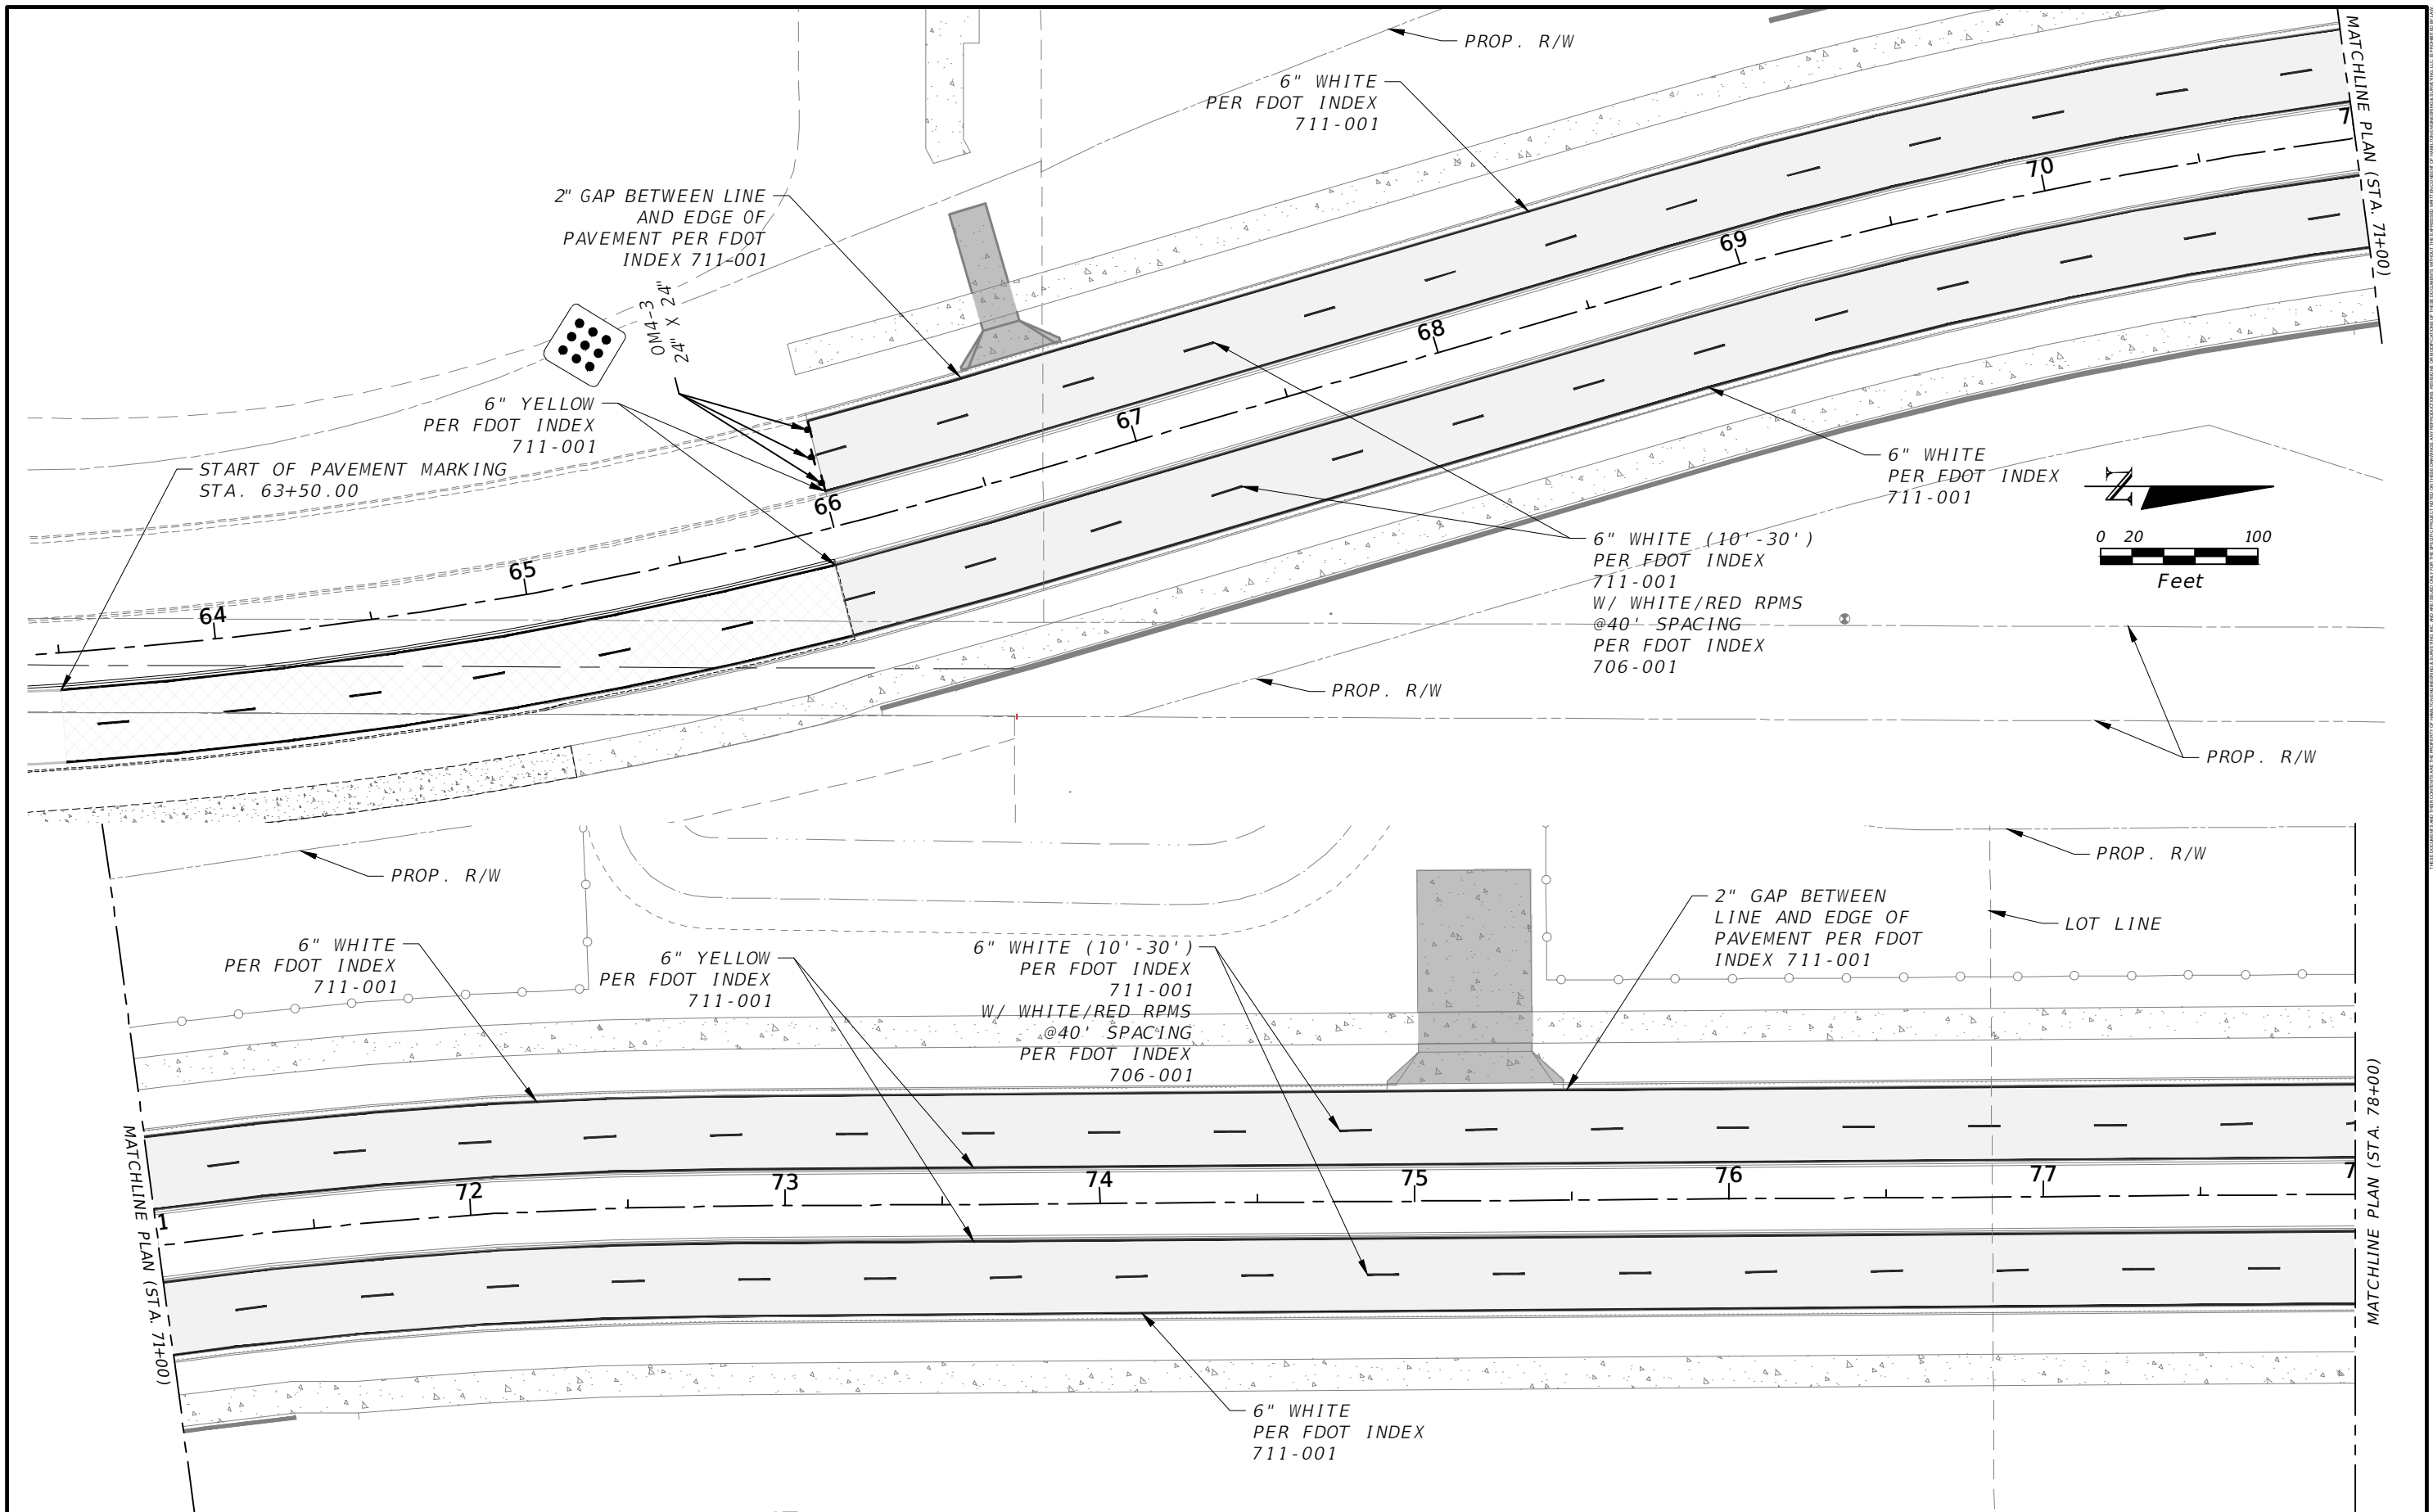 PROP. R/W
6" WHITE
PER FDOT INDEX
711-001
2" GAP BETWEEN LINE
AND EDGE OF
PAVEMENT PER FDOT
INDEX 711-001
OM4-3
24" X 24"
6" YELLOW
PER FDOT INDEX
711-001
START OF PAVEMENT MARKING
STA. 63+50.00
64
65
66
67
68
69
70
7
MATCHLINE PLAN (STA. 71+00)
6" WHITE
PER FDOT INDEX
711-001
N
0 20 100
Feet
6" WHITE (10'-30')
PER FDOT INDEX
711-001
W/ WHITE/RED RPMS
@40' SPACING
PER FDOT INDEX
706-001
PROP. R/W
PROP. R/W
PROP. R/W
PROP. R/W
LOT LINE
2" GAP BETWEEN
LINE AND EDGE OF
PAVEMENT PER FDOT
INDEX 711-001
6" WHITE
PER FDOT INDEX
711-001
6" YELLOW
PER FDOT INDEX
711-001
6" WHITE (10'-30')
PER FDOT INDEX
711-001
W/ WHITE/RED RPMS
@40' SPACING
PER FDOT INDEX
706-001
MATCHLINE PLAN (STA. 71+00)
1
72
73
74
75
76
77
7
MATCHLINE PLAN (STA. 78+00)
6" WHITE
PER FDOT INDEX
711-001